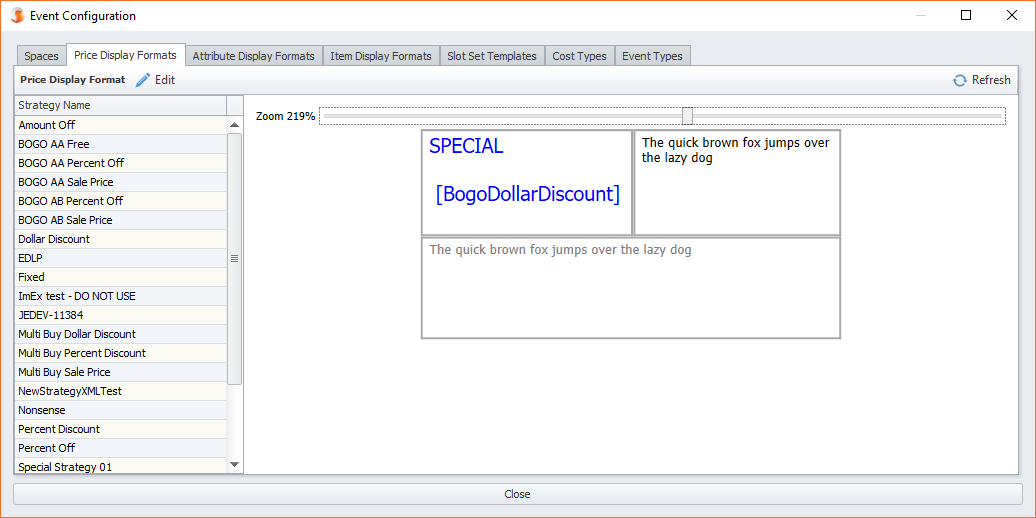 Event Configuration
Spaces
Price Display Formats
Attribute Display Formats
Item Display Formats
Slot Set Templates
Cost Types
Event Types
Price Display Format
Edit
Refresh
Strategy Name
Amount Off
BOGO AA Free
BOGO AA Percent Off
BOGO AA Sale Price
BOGO AB Percent Off
BOGO AB Sale Price
Dollar Discount
EDLP
Fixed
ImEx test - DO NOT USE
JEDEV-11384
Multi Buy Dollar Discount
Multi Buy Percent Discount
Multi Buy Sale Price
NewStrategyXMLTest
Nonsense
Percent Discount
Percent Off
Special Strategy 01
Zoom 219%
SPECIAL
[BogoDollarDiscount]
The quick brown fox jumps over
the lazy dog
The quick brown fox jumps over the lazy dog
Close